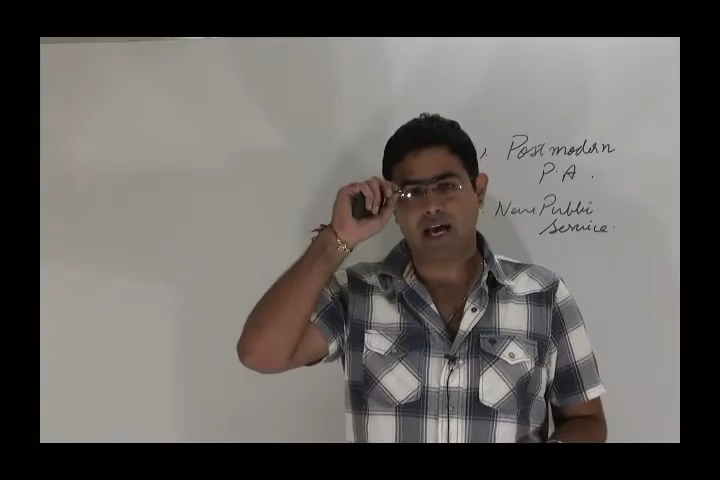 , Postmodern
P. A .
New Public
Service.